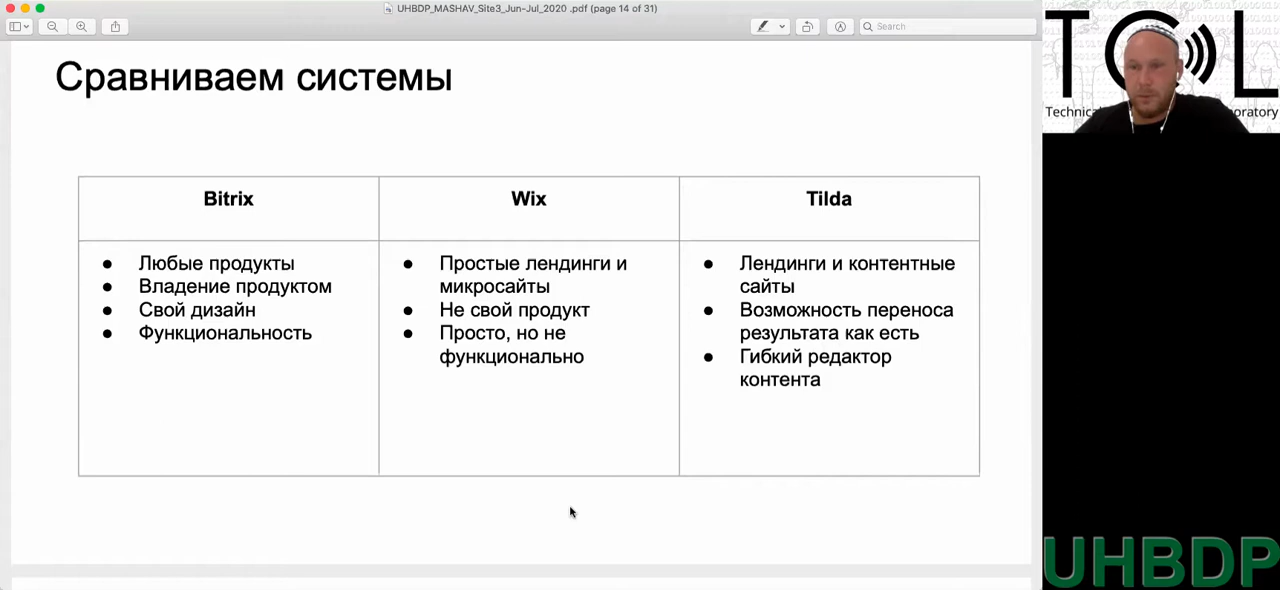 UHBDP_MASHAV_Site3_Jun-Jul_2020 .pdf (page 14 of 31)
Search
Сравниваем системы
Bitrix
Wix
Tilda
● Любые продукты
● Владение продуктом
● Свой дизайн
● Функциональность
● Простые лендинги и
микросайты
● Не свой продукт
● Просто, но не
функционально
● Лендинги и контентные
сайты
● Возможность переноса
результата как есть
● Гибкий редактор
контента
UHBDP